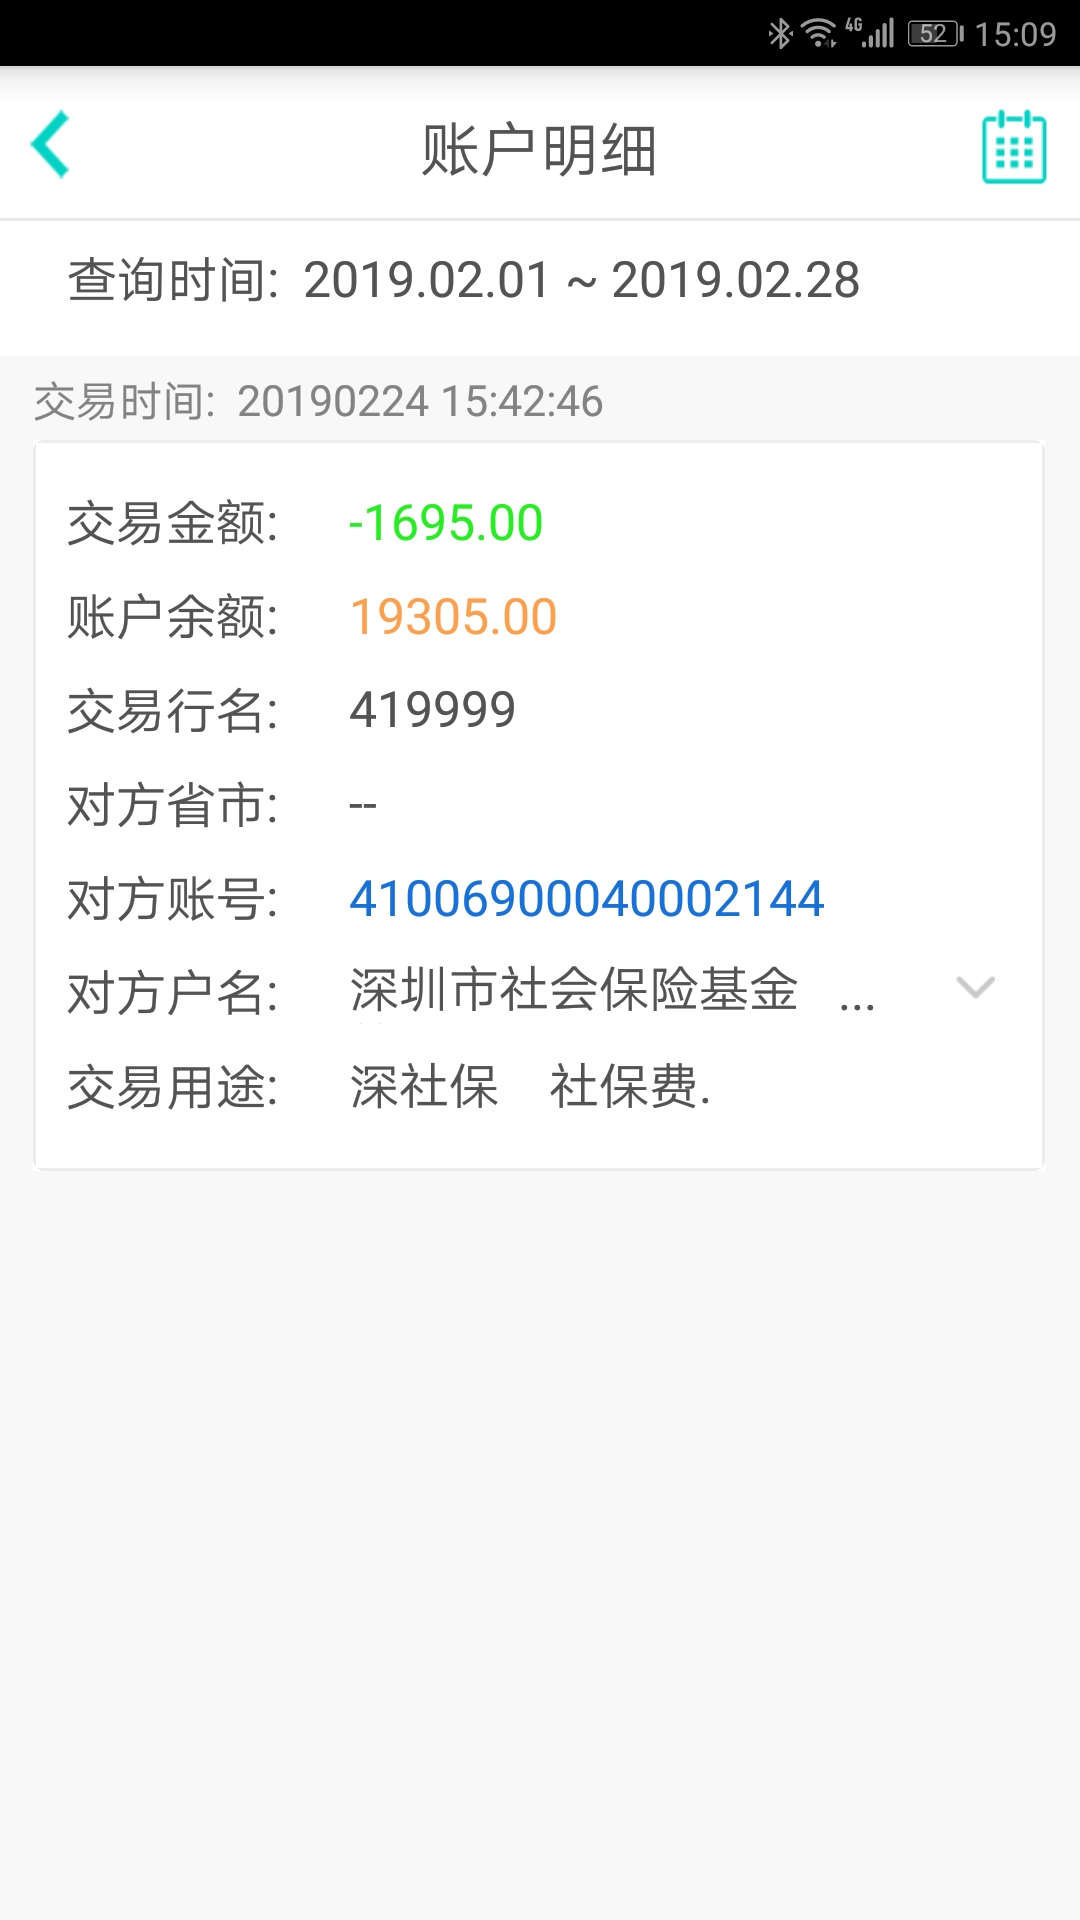 4G 52 15:09
账户明细
查询时间: 2019.02.01 ~ 2019.02.28
交易时间: 20190224 15:42:46
交易金额: -1695.00
账户余额: 19305.00
交易行名: 419999
对方省市: --
对方账号: 41006900040002144
对方户名: 深圳市社会保险基金 ...
交易用途: 深社保 社保费.